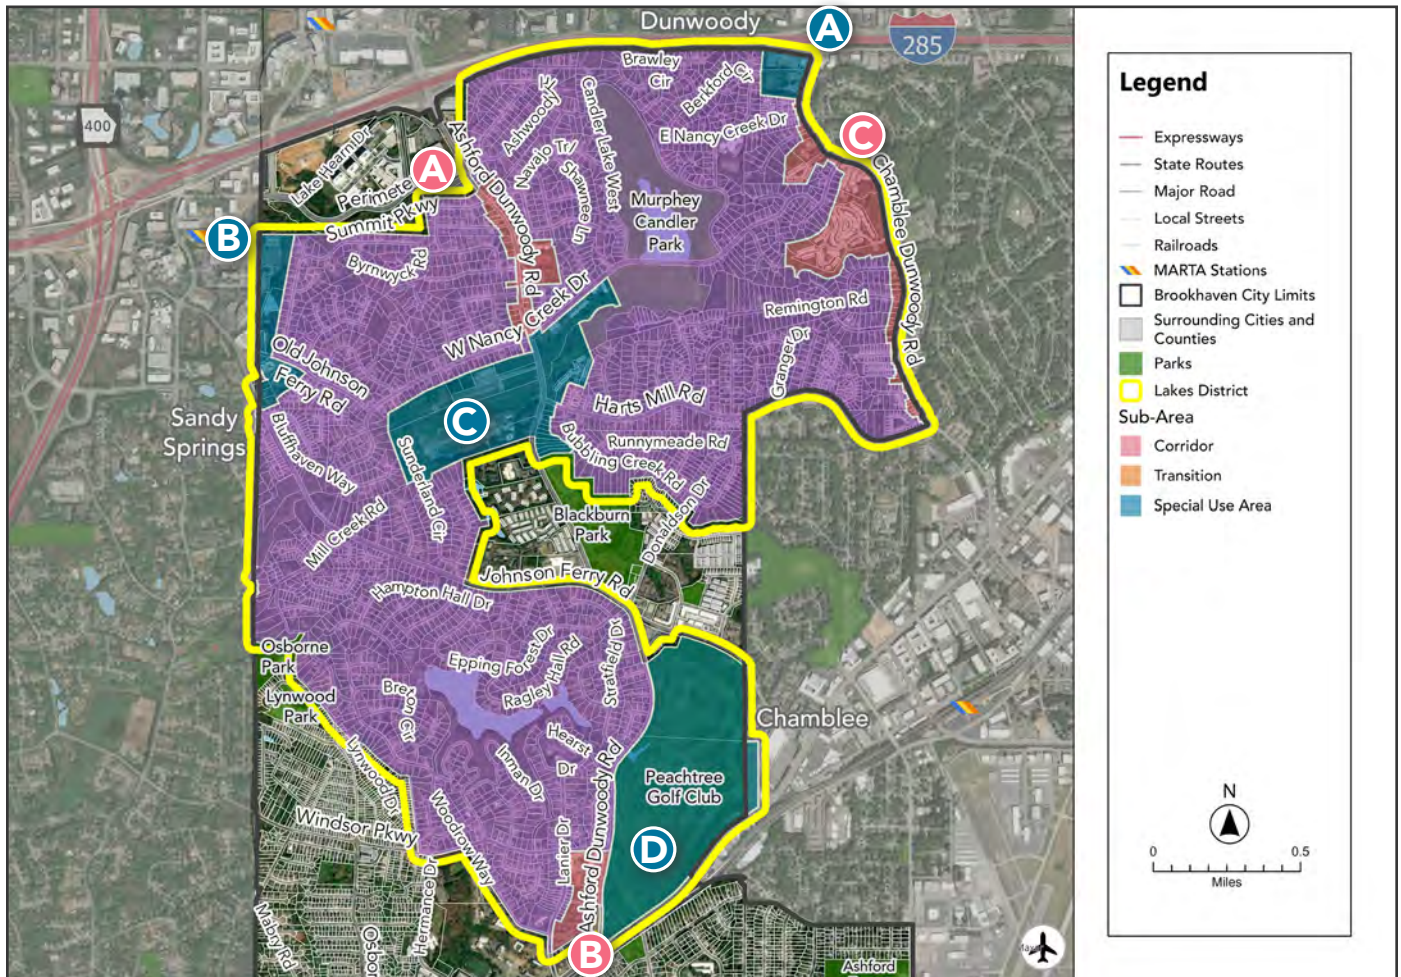 Dunwoody
A
285
400
Brawley
Cir
Berkford Cir
Candler Lake West
E Nancy Creek Dr
C
Lake Hearn Dr
A
Ashford Dunwoody Rd
Navajo Trl
Shawnee Ln
Chamblee Dunwoody Rd
Perimete
Summit Pkwy
Murphey
Candler
Park
B
Byrnwyck Rd
W Nancy Creek Dr
Remington Rd
Granger Dr
Old Johnson
Ferry Rd
Harts Mill Rd
Sandy
Springs
C
Bluffhaven Way
Sunderland Cir
Runnymeade Rd
Bubbling Creek Rd
Mill Creek Rd
Blackburn
Park
Donaldson Dr
Johnson Ferry Rd
Hampton Hall Dr
Osborne
Park
Epping Forest Dr
Ragley Hall Rd
Stratfield Dr
Lynwood
Park
Breton Cir
Chamblee
Hearst
Dr
Inman Dr
Lynwood Dr
Peachtree
Golf Club
Windsor Pkwy
Woodrow Way
Lanier Dr
Ashford Dunwoody Rd
D
Hermance Dr
Mabry Rd
Osbor
B
Ashford
Legend
Expressways
State Routes
Major Road
Local Streets
Railroads
MARTA Stations
Brookhaven City Limits
Surrounding Cities and
Counties
Parks
Lakes District
Sub-Area
Corridor
Transition
Special Use Area
N
0 0.5
Miles